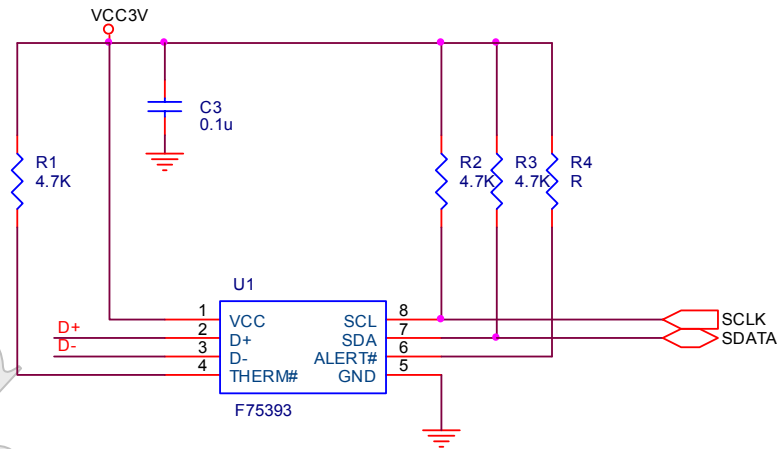 VCC3V
C3
0.1u
R1
4.7K
R2
4.7K
R3
4.7K
R4
R
U1
1 VCC SCL 8
D+ 2 D+ SDA 7
D- 3 D- ALERT# 6
4 THERM# GND 5
F75393
SCLK
SDATA